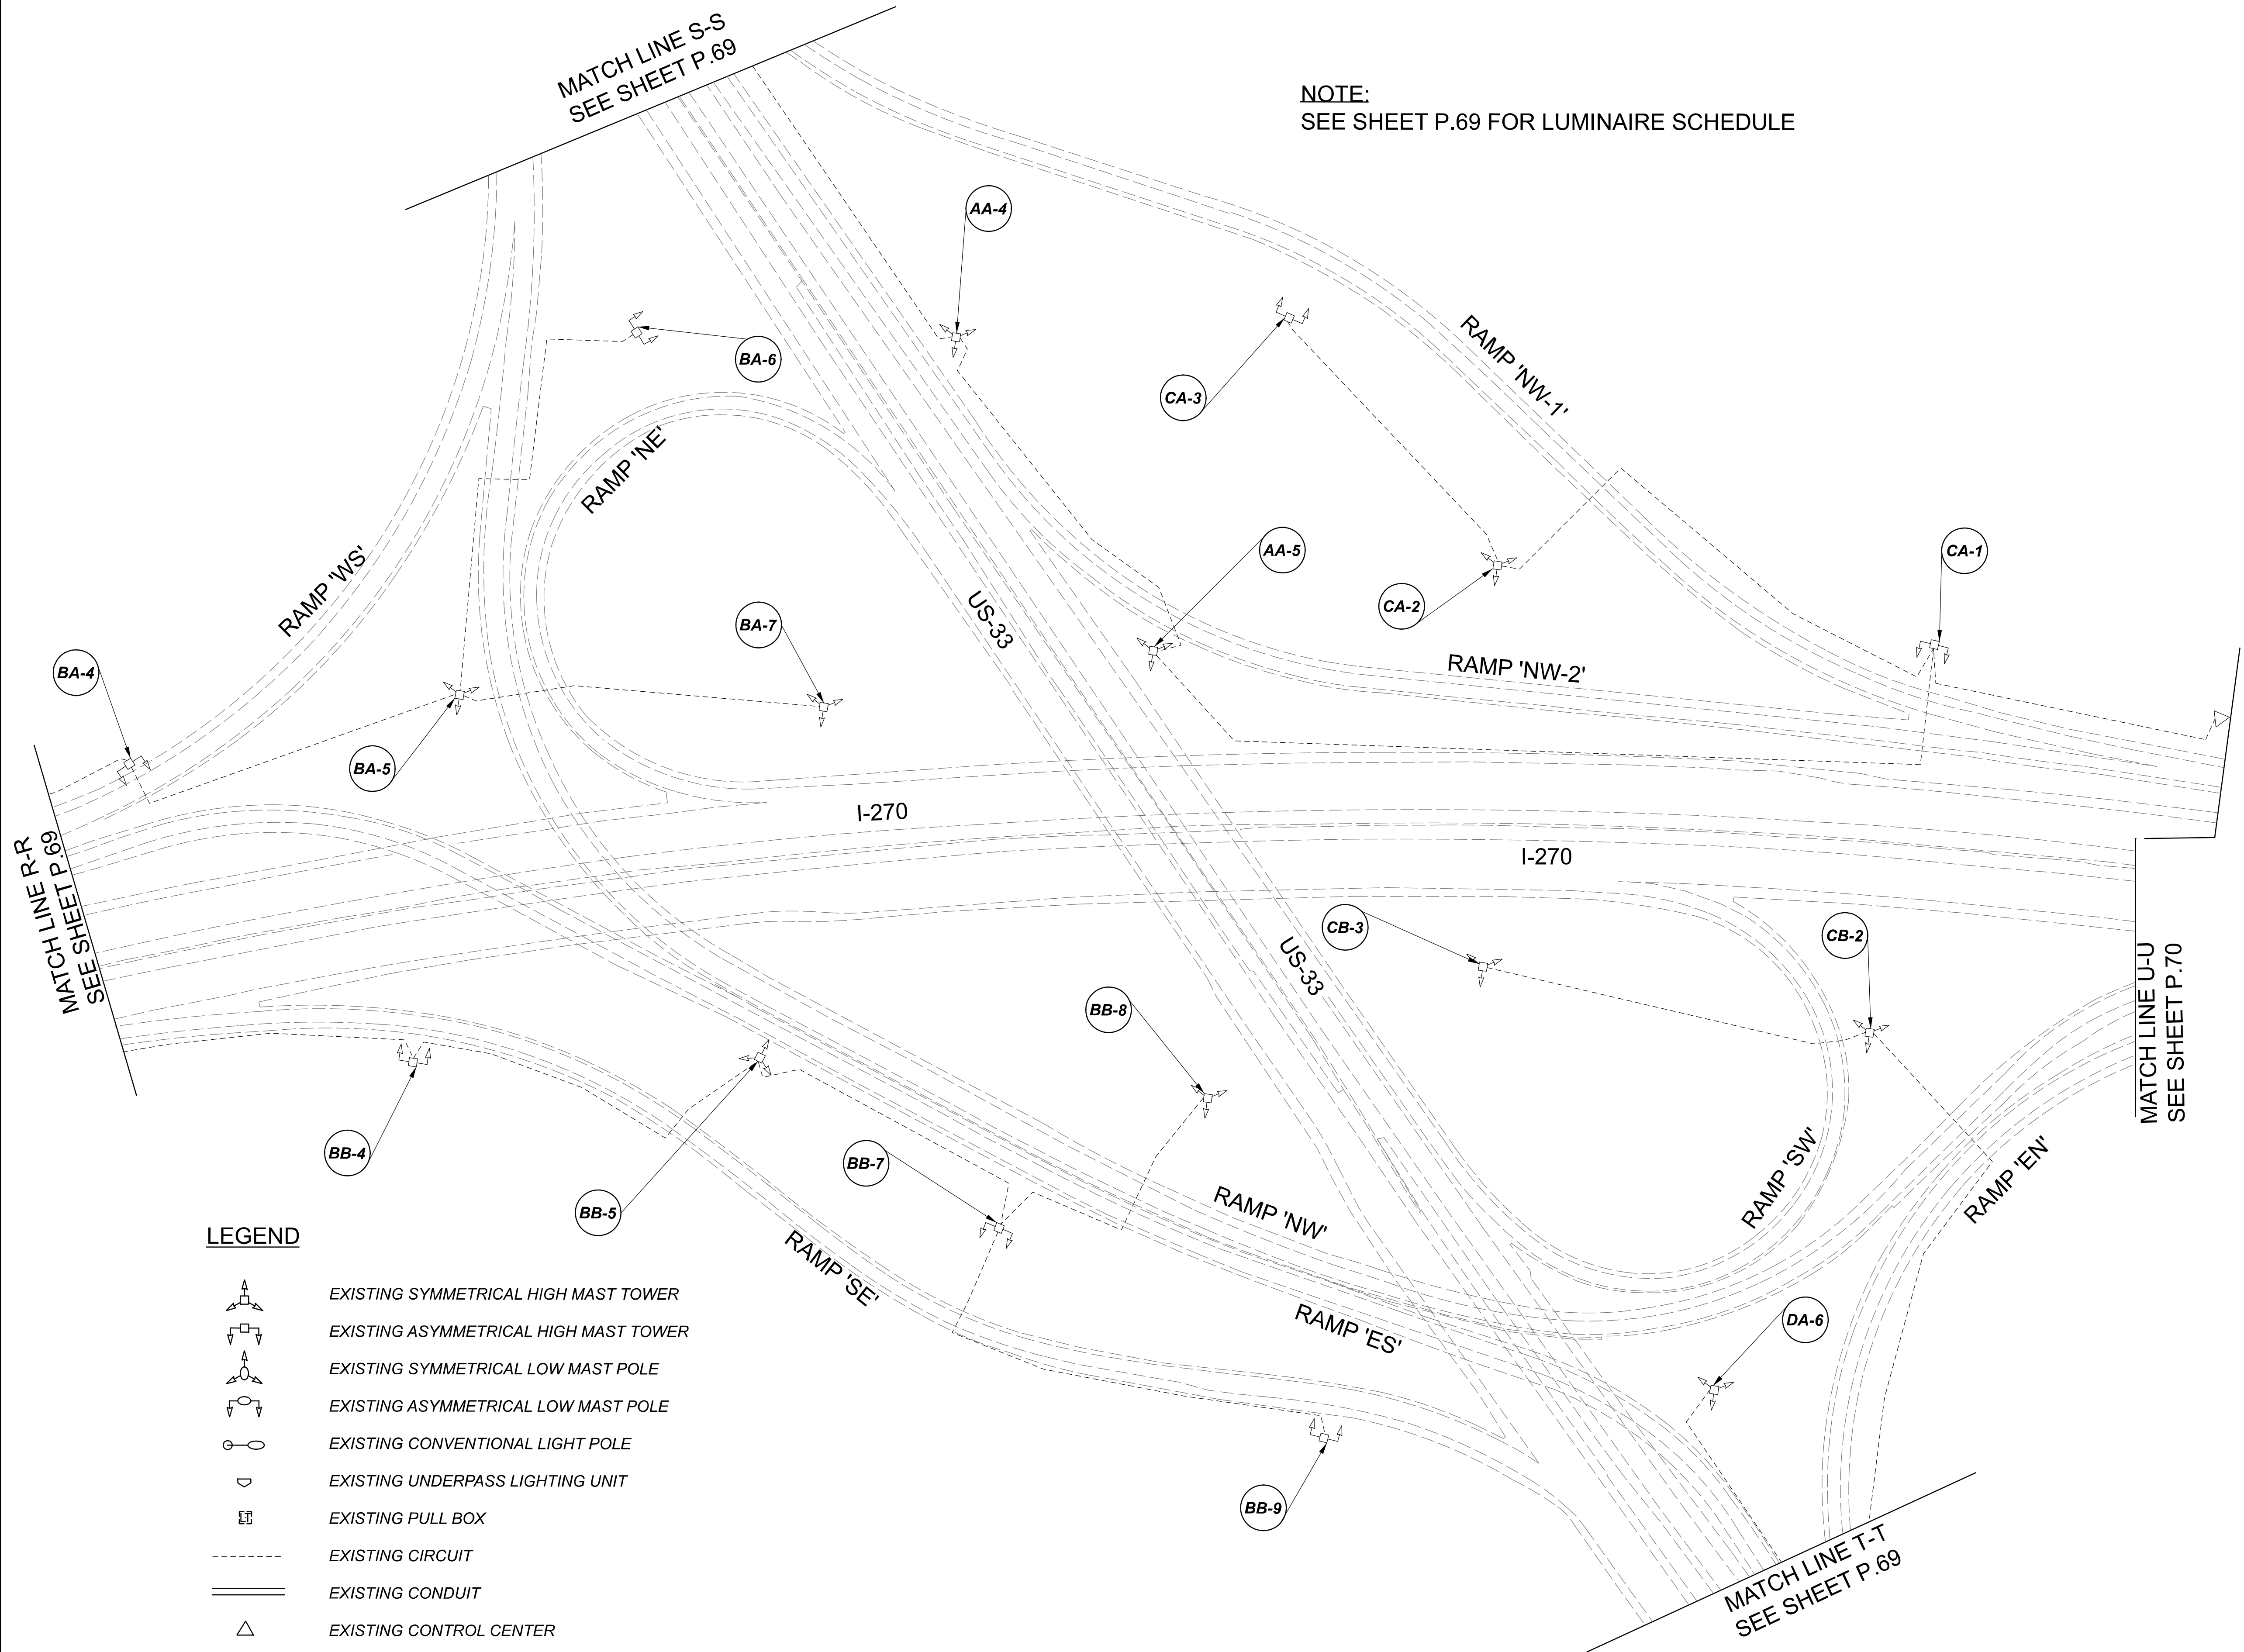 MATCH LINE S-S
SEE SHEET P.69
NOTE:
SEE SHEET P.69 FOR LUMINAIRE SCHEDULE
AA-4
BA-6
CA-3
RAMP 'NW-1'
RAMP 'NE'
AA-5
CA-1
RAMP 'WS'
CA-2
US-33
BA-7
BA-4
RAMP 'NW-2'
BA-5
I-270
I-270
MATCH LINE R-R
SEE SHEET P.69
CB-3
CB-2
US-33
MATCH LINE U-U
SEE SHEET P.70
BB-8
BB-4
BB-7
RAMP 'SW'
RAMP 'EN'
BB-5
RAMP 'NW'
RAMP 'SE'
RAMP 'ES'
DA-6
BB-9
MATCH LINE T-T
SEE SHEET P.69
LEGEND
EXISTING SYMMETRICAL HIGH MAST TOWER
EXISTING ASYMMETRICAL HIGH MAST TOWER
EXISTING SYMMETRICAL LOW MAST POLE
EXISTING ASYMMETRICAL LOW MAST POLE
EXISTING CONVENTIONAL LIGHT POLE
EXISTING UNDERPASS LIGHTING UNIT
EXISTING PULL BOX
EXISTING CIRCUIT
EXISTING CONDUIT
EXISTING CONTROL CENTER